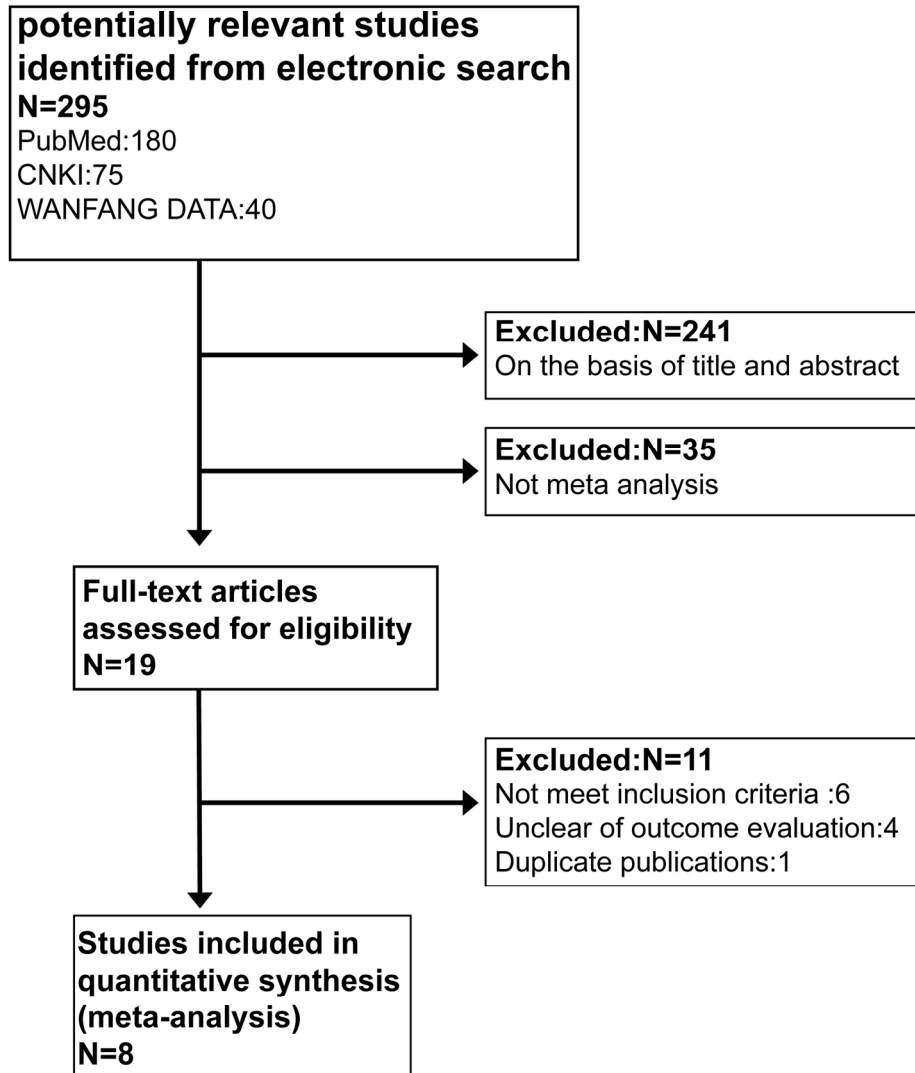 potentially relevant studies
identified from electronic search
N=295
PubMed:180
CNKI:75
WANFANG DATA:40
Excluded:N=241
On the basis of title and abstract
Excluded:N=35
Not meta analysis
Full-text articles
assessed for eligibility
N=19
Excluded:N=11
Not meet inclusion criteria :6
Unclear of outcome evaluation:4
Duplicate publications:1
Studies included in
quantitative synthesis
(meta-analysis)
N=8